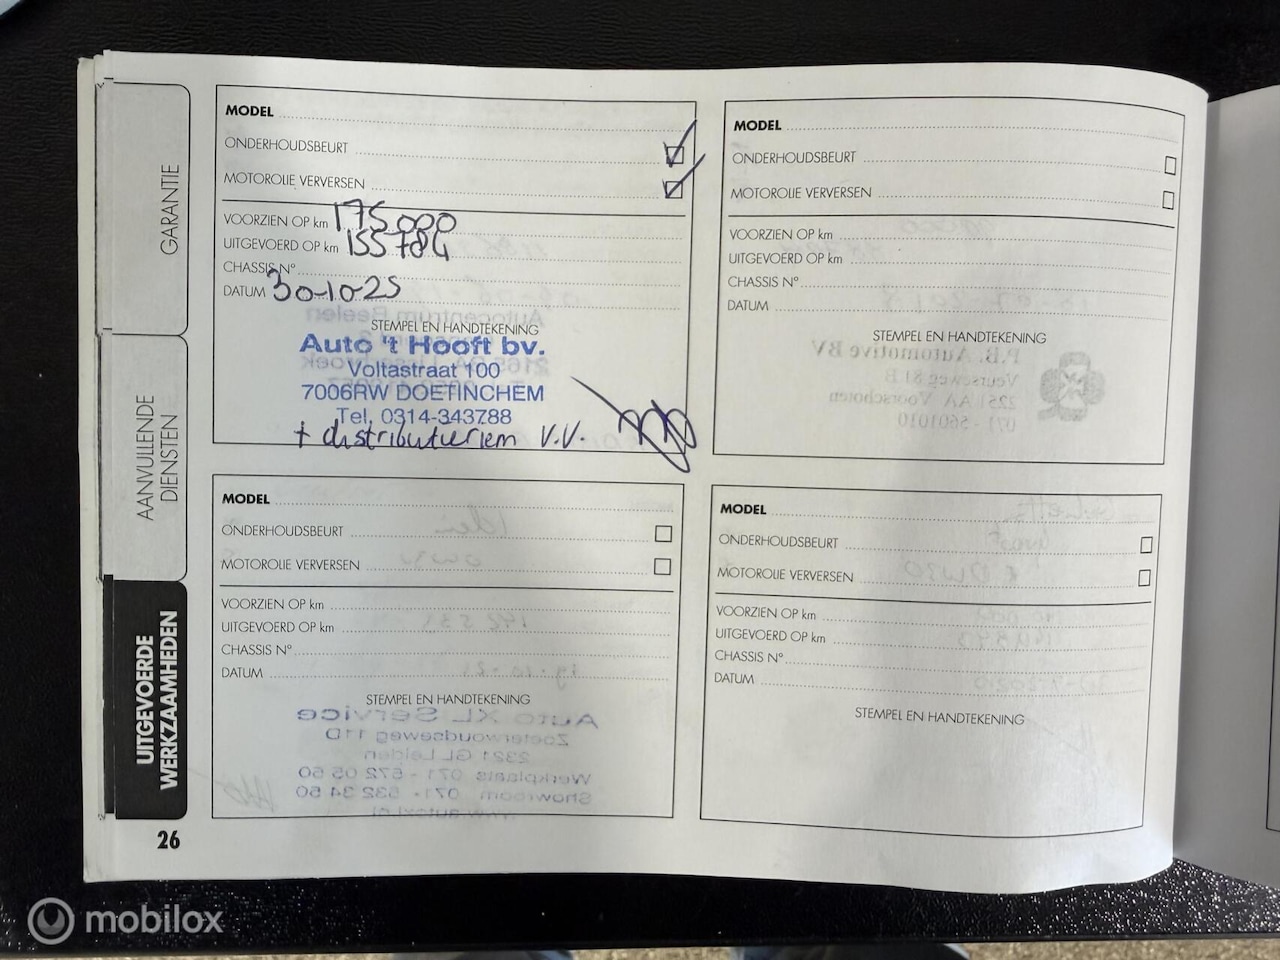 GARANTIE
AANVULLENDE
DIENSTEN
UITGEVOERDE
WERKZAAMHEDEN
26
MODEL
ONDERHOUDSBEURT
MOTOROLIE VERVERSEN
VOORZIEN OP km 175000
UITGEVOERD OP km 155784
CHASSIS N°
DATUM 30-10-25
STEMPEL EN HANDTEKENING
Auto 't Hooft bv.
Voltastraat 100
7006RW DOETINCHEM
Tel. 0314-343788
+ distributieriem V.V.
MODEL
ONDERHOUDSBEURT
MOTOROLIE VERVERSEN
VOORZIEN OP km
UITGEVOERD OP km
CHASSIS N°
DATUM
STEMPEL EN HANDTEKENING
MODEL
ONDERHOUDSBEURT
MOTOROLIE VERVERSEN
VOORZIEN OP km
UITGEVOERD OP km
CHASSIS N°
DATUM
STEMPEL EN HANDTEKENING
MODEL
ONDERHOUDSBEURT
MOTOROLIE VERVERSEN
VOORZIEN OP km
UITGEVOERD OP km
CHASSIS N°
DATUM
STEMPEL EN HANDTEKENING
mobilox